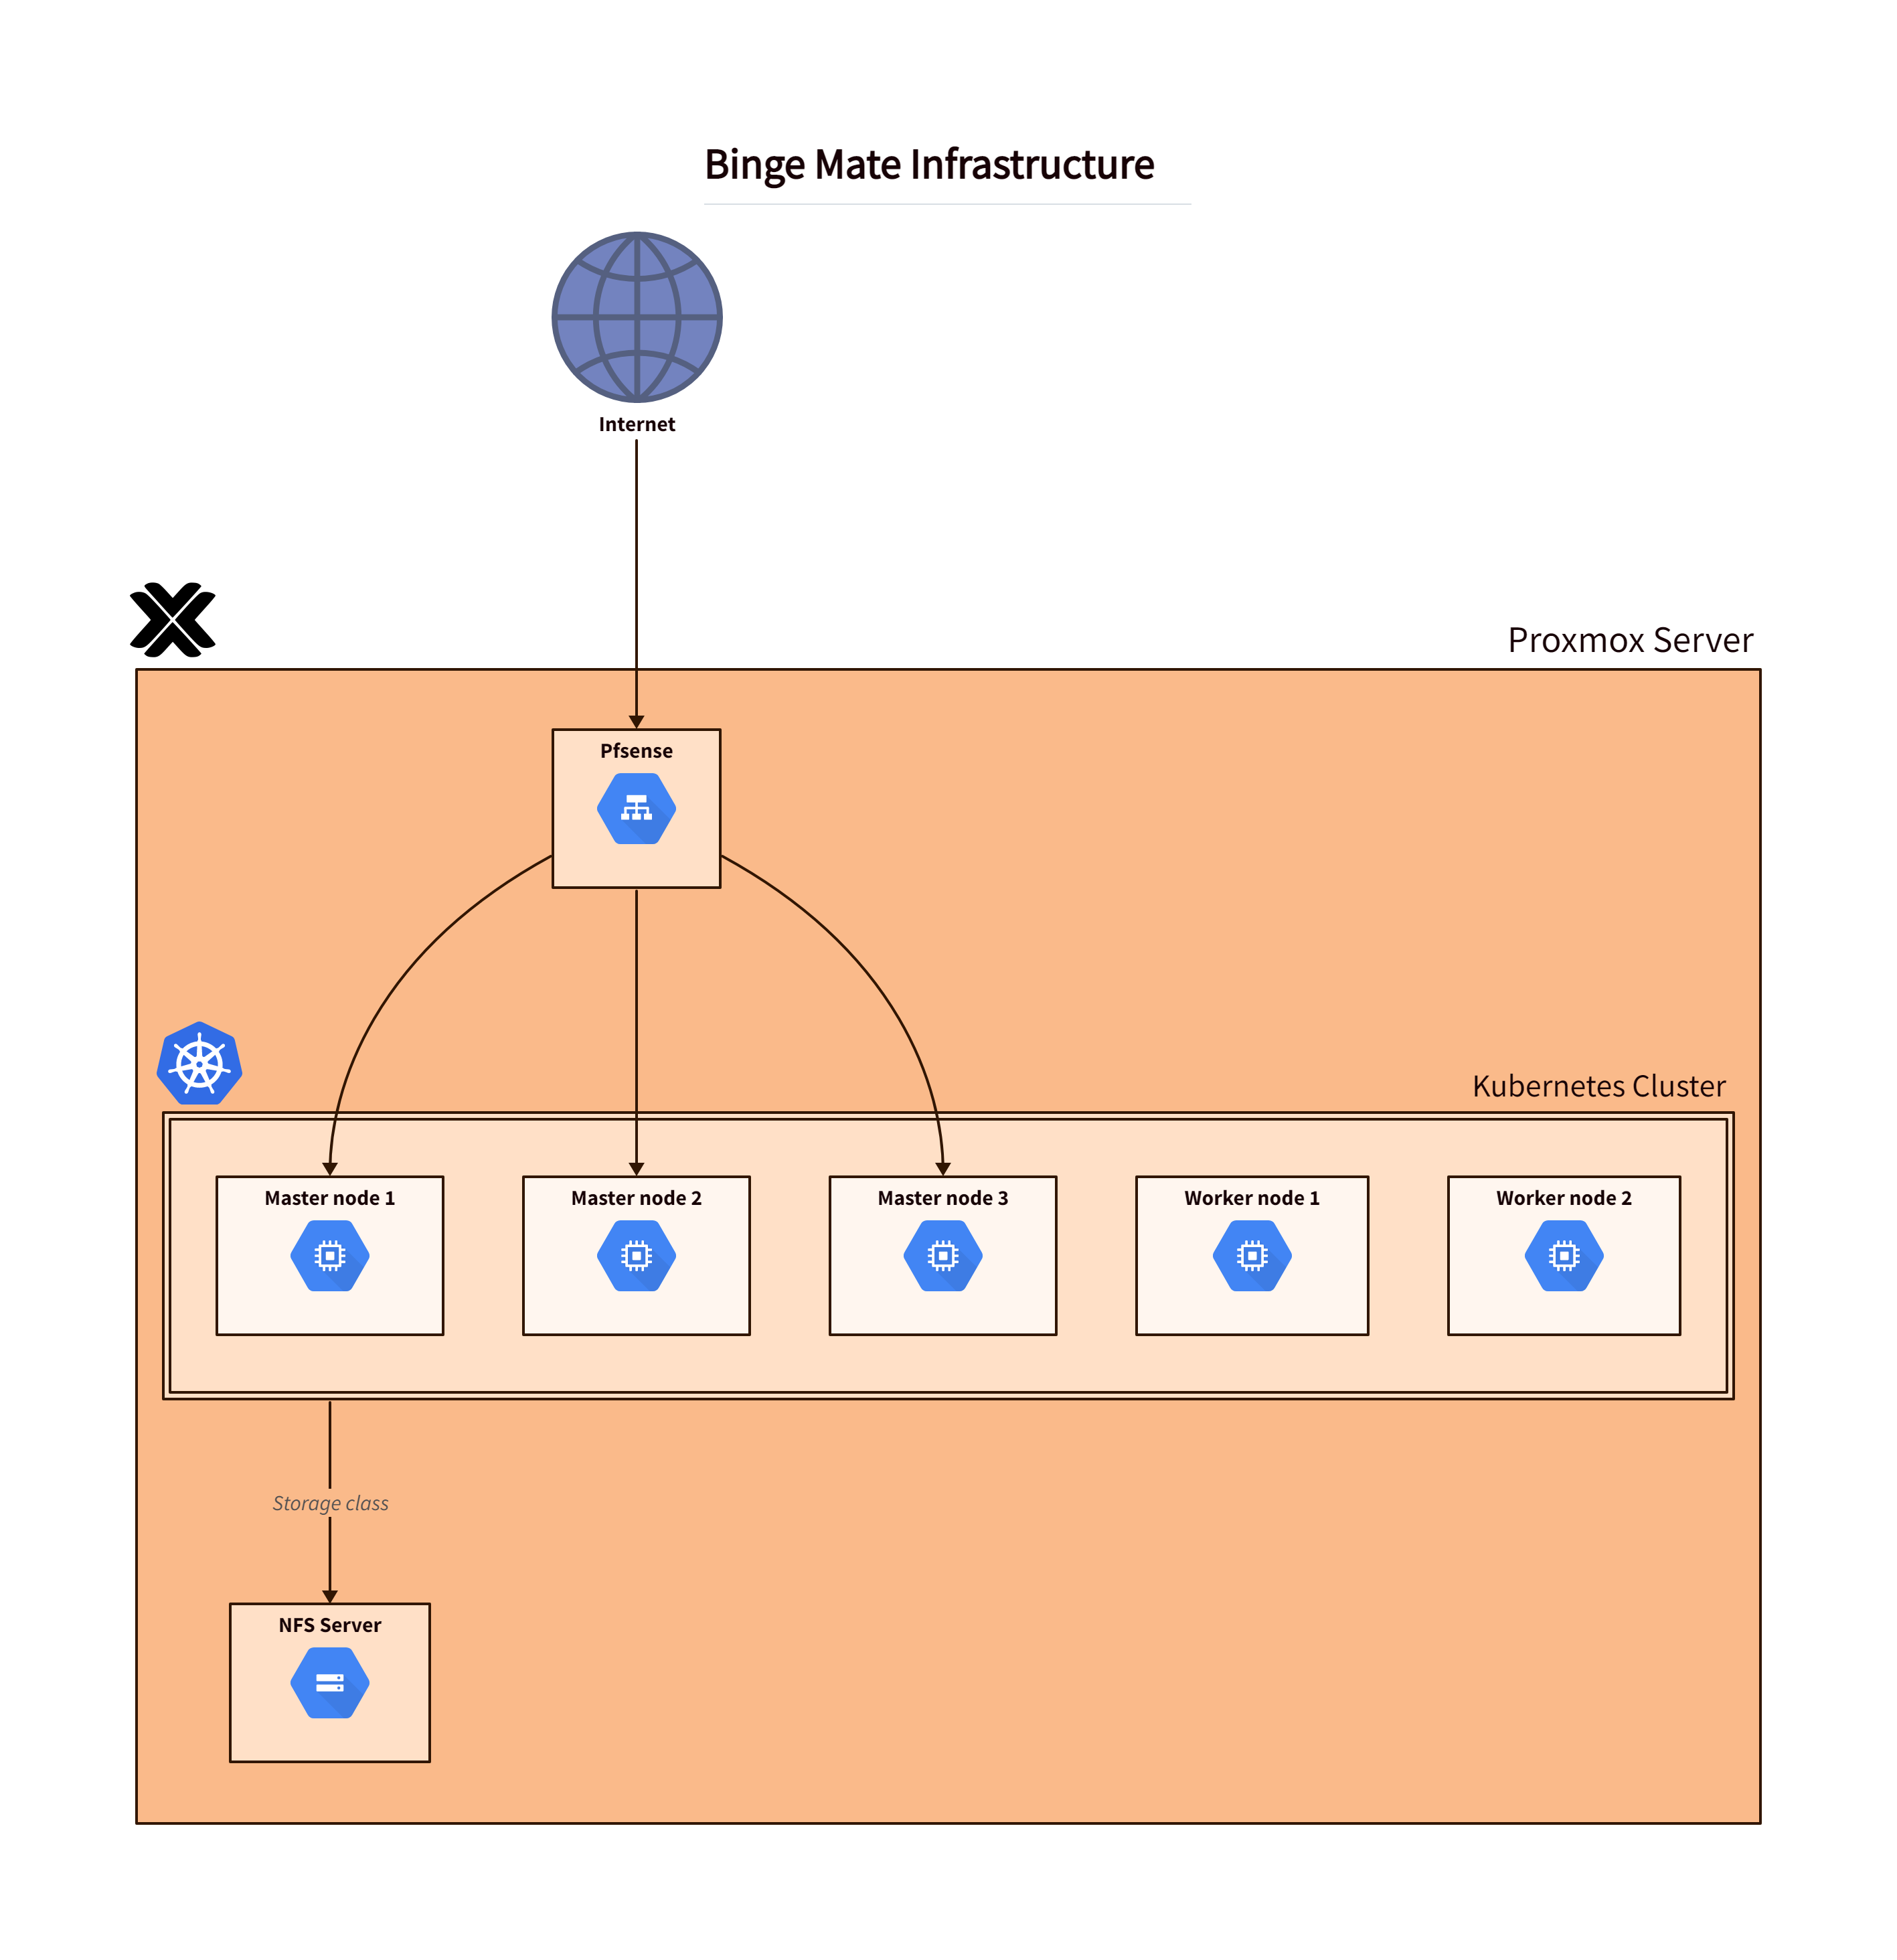 Binge Mate Infrastructure
Internet
Proxmox Server
Pfsense
Kubernetes Cluster
Master node 1
Master node 2
Master node 3
Worker node 1
Worker node 2
Storage class
NFS Server